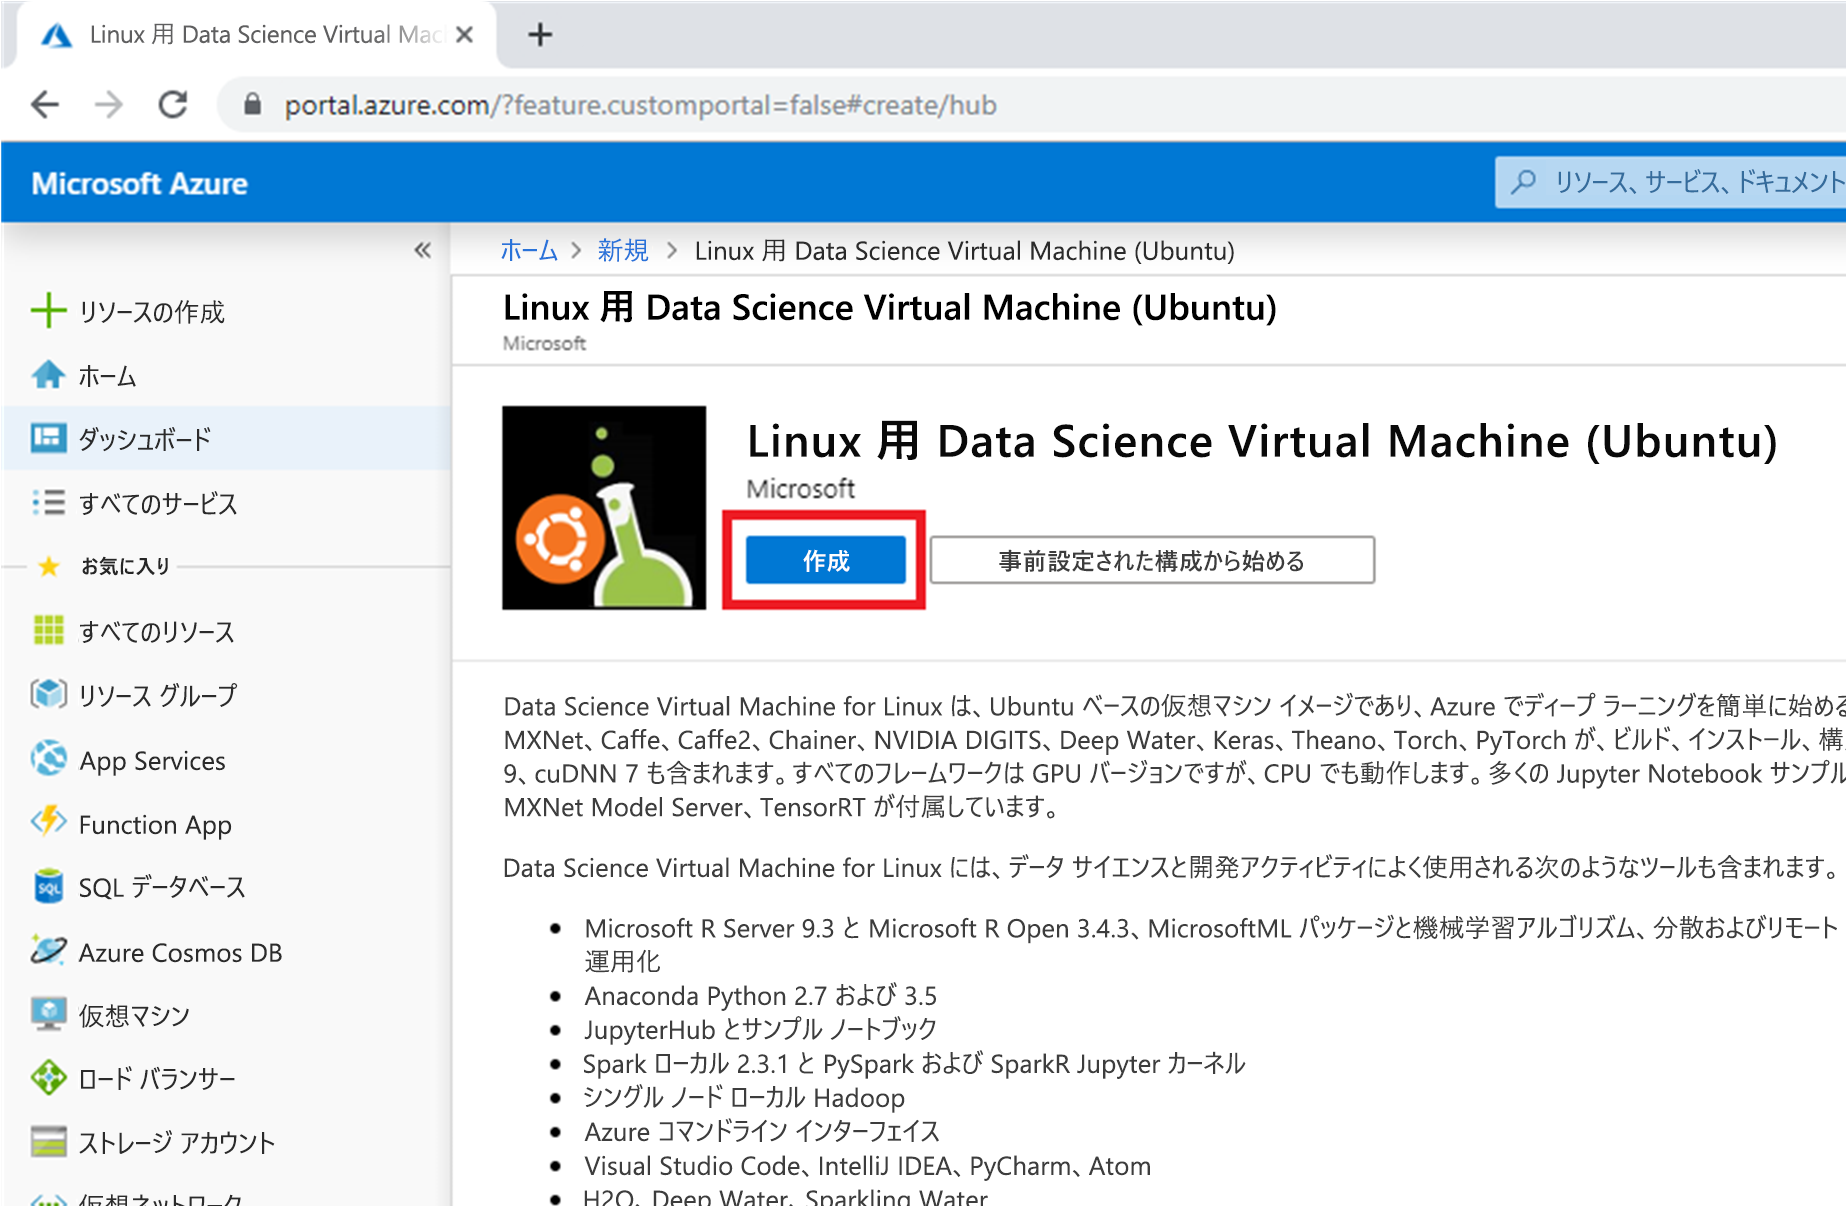 Linux 用 Data Science Virtual Mac
portal.azure.com/?feature.customportal=false#create/hub
Microsoft Azure
リソース、サービス、ドキュメント
ホーム > 新規 > Linux 用 Data Science Virtual Machine (Ubuntu)
Linux 用 Data Science Virtual Machine (Ubuntu)
Microsoft
リソースの作成
ホーム
ダッシュボード
すべてのサービス
お気に入り
すべてのリソース
リソース グループ
App Services
Function App
SQL データベース
Azure Cosmos DB
仮想マシン
ロード バランサー
ストレージ アカウント
仮想ネットワーク
Linux 用 Data Science Virtual Machine (Ubuntu)
Microsoft
作成
事前設定された構成から始める
Data Science Virtual Machine for Linux は、Ubuntu ベースの仮想マシン イメージであり、Azure でディープ ラーニングを簡単に始める
MXNet、Caffe、Caffe2、Chainer、NVIDIA DIGITS、Deep Water、Keras、Theano、Torch、PyTorch が、ビルド、インストール、構
9、cuDNN 7 も含まれます。すべてのフレームワークは GPU バージョンですが、CPU でも動作します。多くの Jupyter Notebook サンプル
MXNet Model Server、TensorRT が付属しています。
Data Science Virtual Machine for Linux には、データ サイエンスと開発アクティビティによく使用される次のようなツールも含まれます。
• Microsoft R Server 9.3 と Microsoft R Open 3.4.3、MicrosoftML パッケージと機械学習アルゴリズム、分散およびリモート
運用化
• Anaconda Python 2.7 および 3.5
• JupyterHub とサンプル ノートブック
• Spark ローカル 2.3.1 と PySpark および SparkR Jupyter カーネル
• シングル ノード ローカル Hadoop
• Azure コマンドライン インターフェイス
• Visual Studio Code、IntelliJ IDEA、PyCharm、Atom
• H2O、Deep Water、Sparkling Water